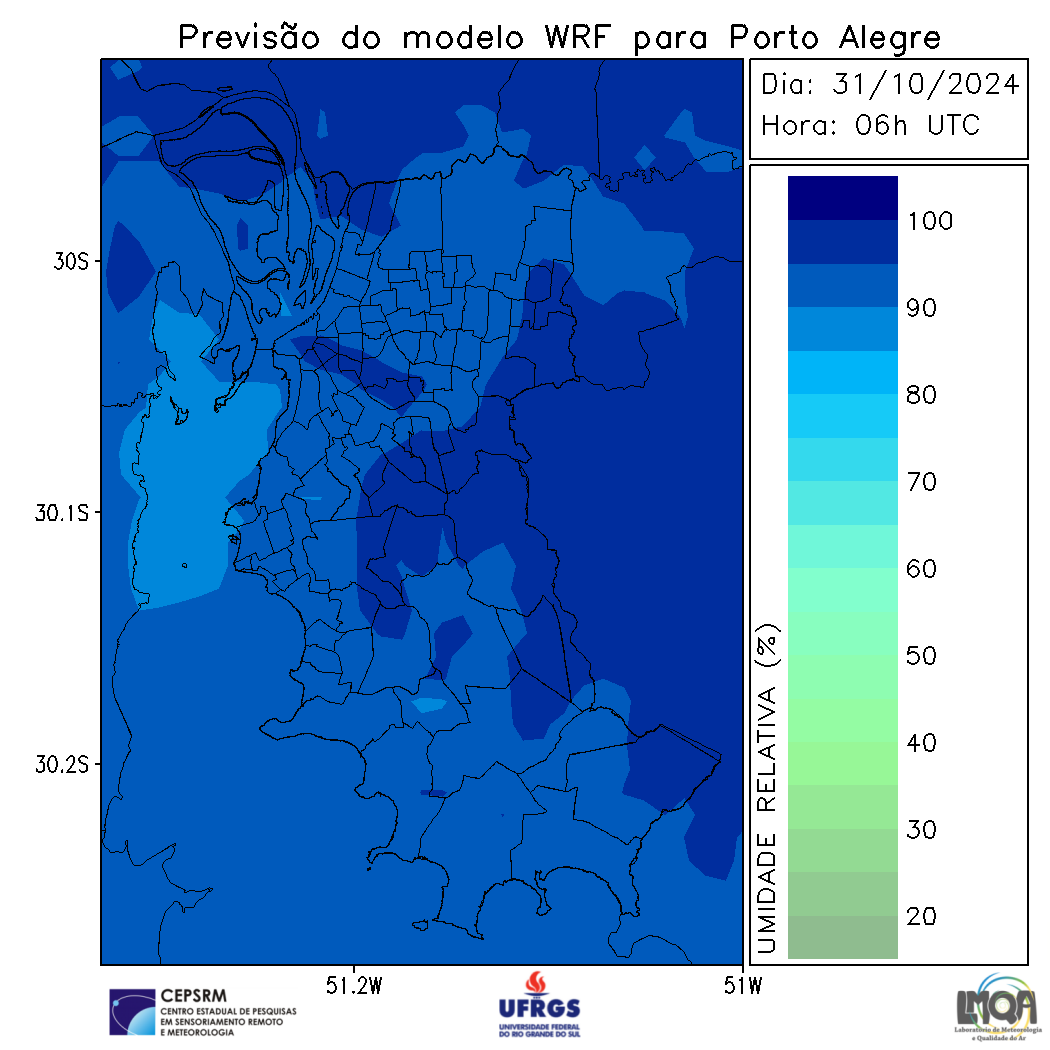 Previsão do modelo WRF para Porto Alegre
Dia: 31/10/2024
Hora: 06h UTC
30S
30.1S
30.2S
51.2W
51W
UMIDADE RELATIVA (%)
100
90
80
70
60
50
40
30
20
CEPSRM
CENTRO ESTADUAL DE PESQUISAS
EM SENSORIAMENTO REMOTO
E METEOROLOGIA
UFRGS
UNIVERSIDADE FEDERAL
DO RIO GRANDE DO SUL
LMQA
Laboratório de Meteorologia
e Qualidade do Ar